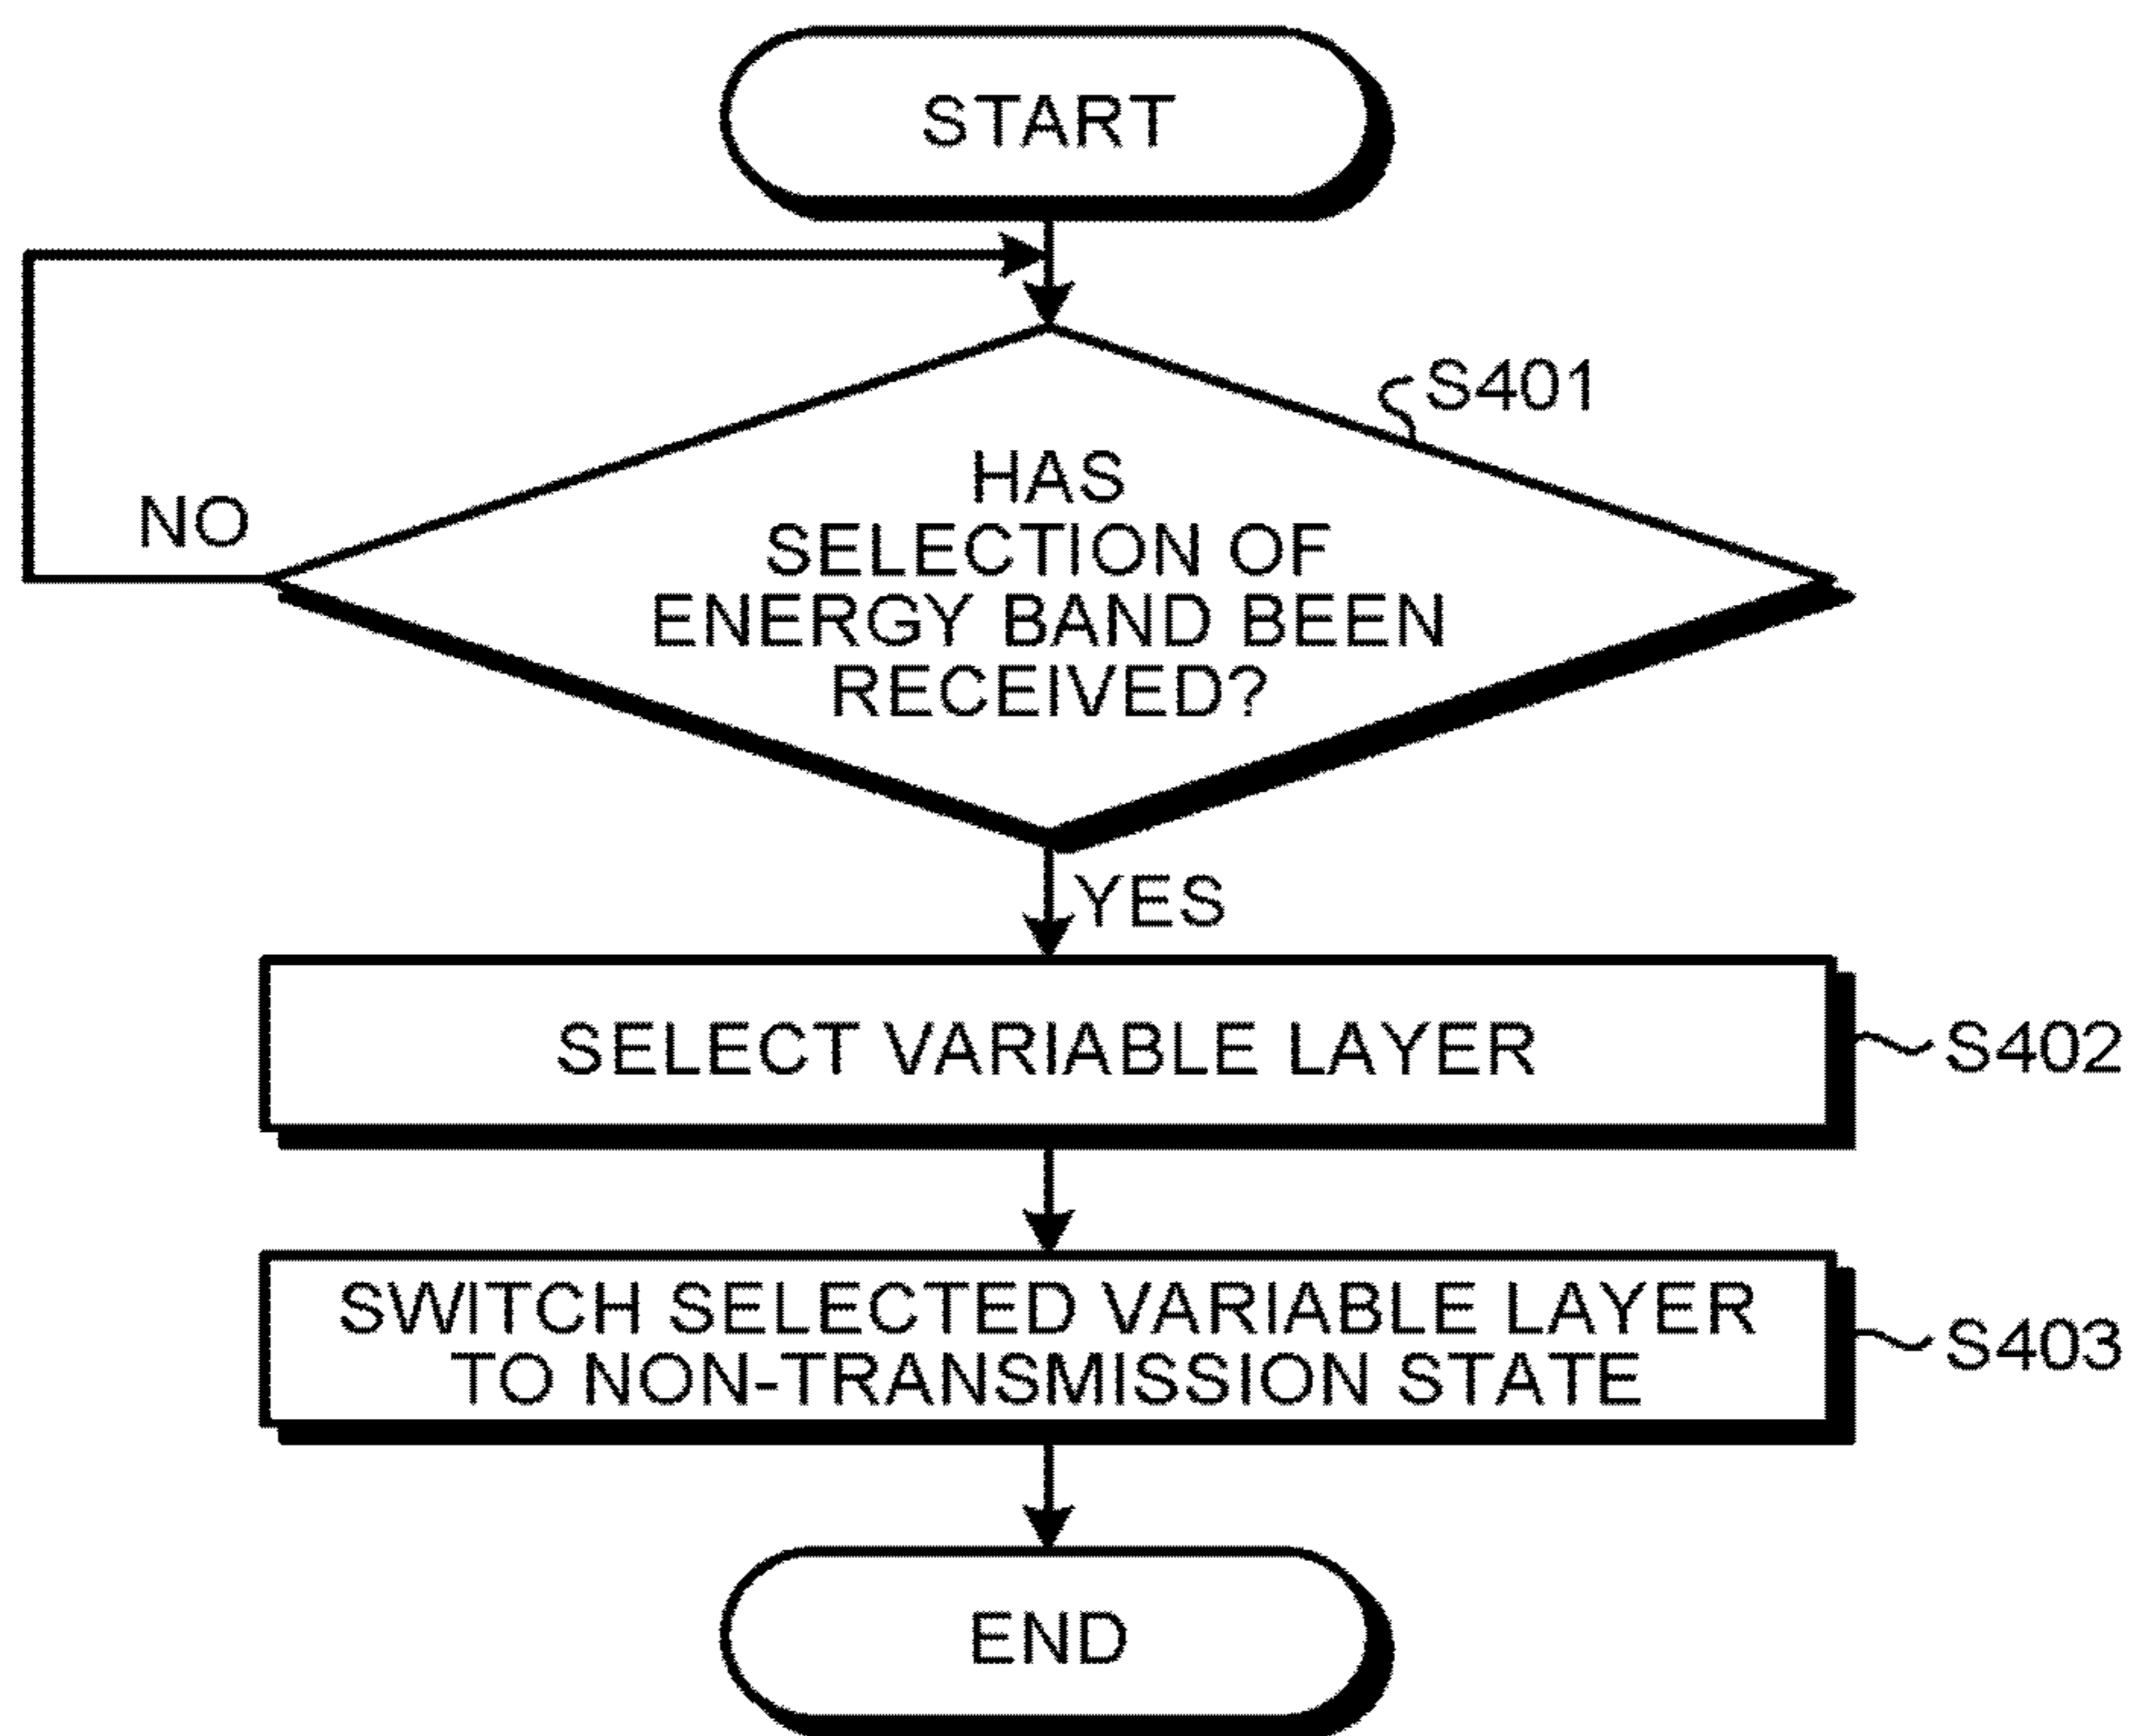 START
S401
HAS
SELECTION OF
ENERGY BAND BEEN
RECEIVED?
NO
YES
SELECT VARIABLE LAYER
S402
SWITCH SELECTED VARIABLE LAYER
TO NON-TRANSMISSION STATE
S403
END